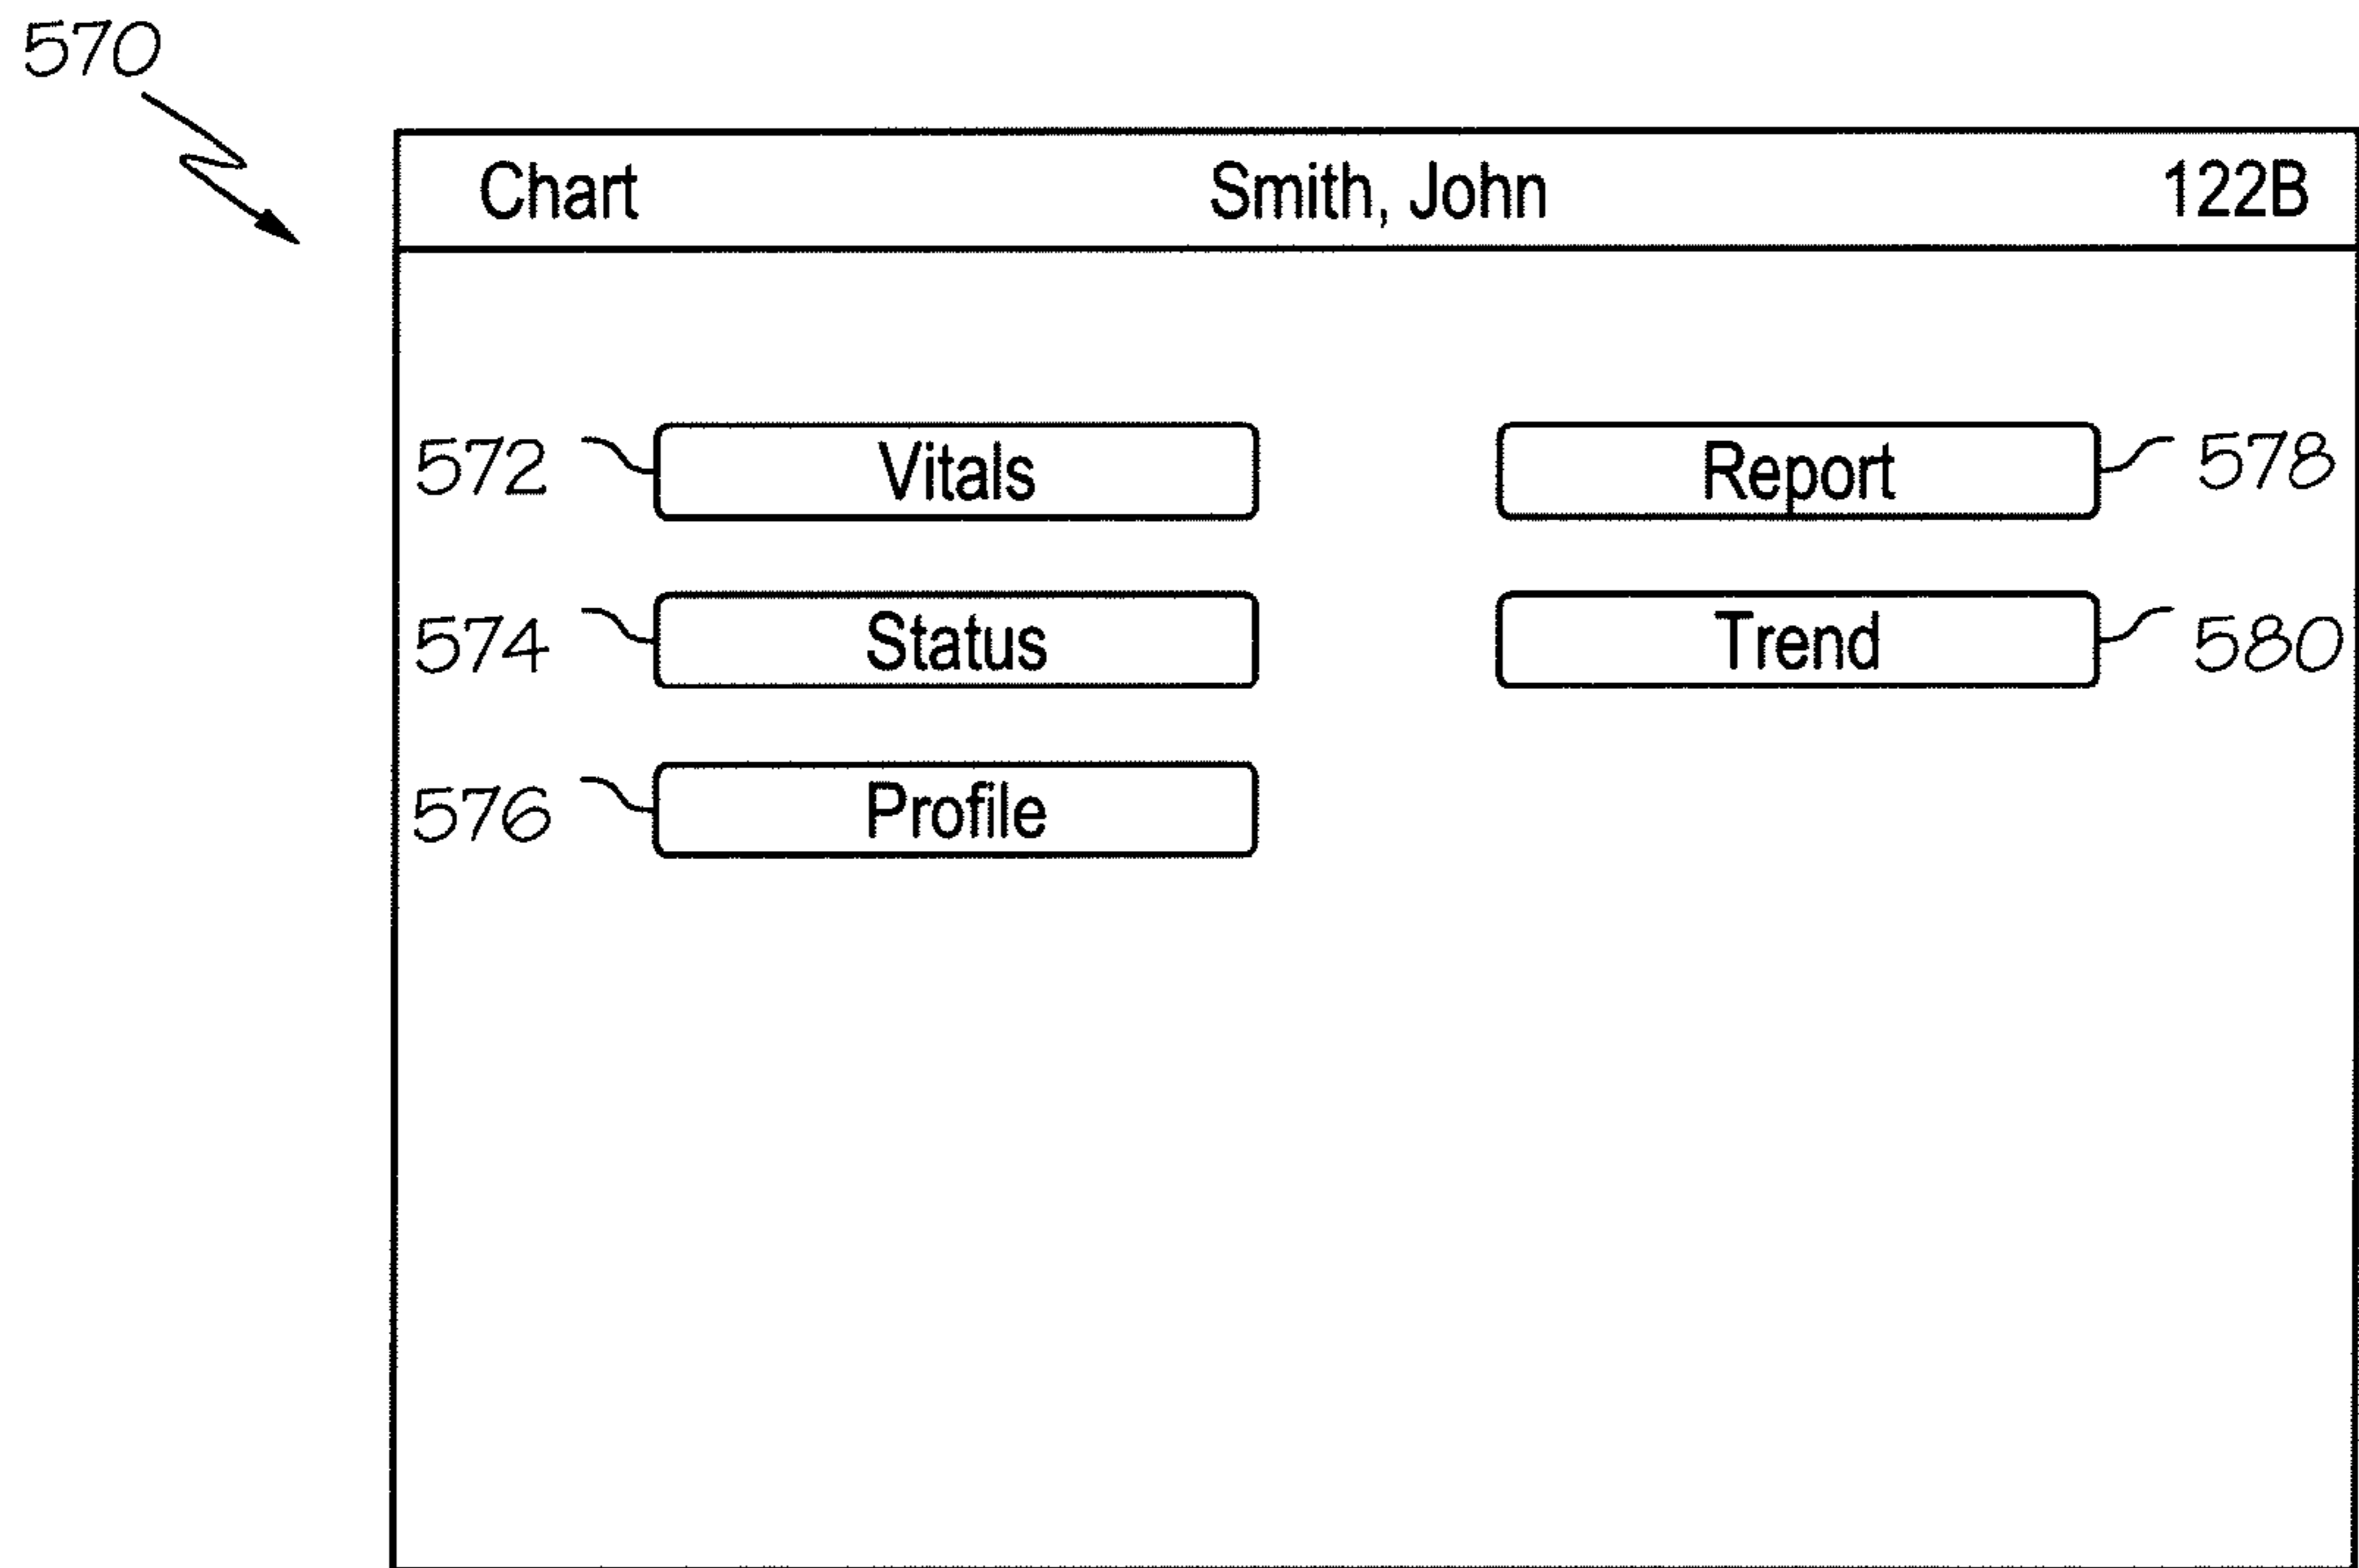 570
Chart Smith, John 122B
572 Vitals Report 578
574 Status Trend 580
576 Profile